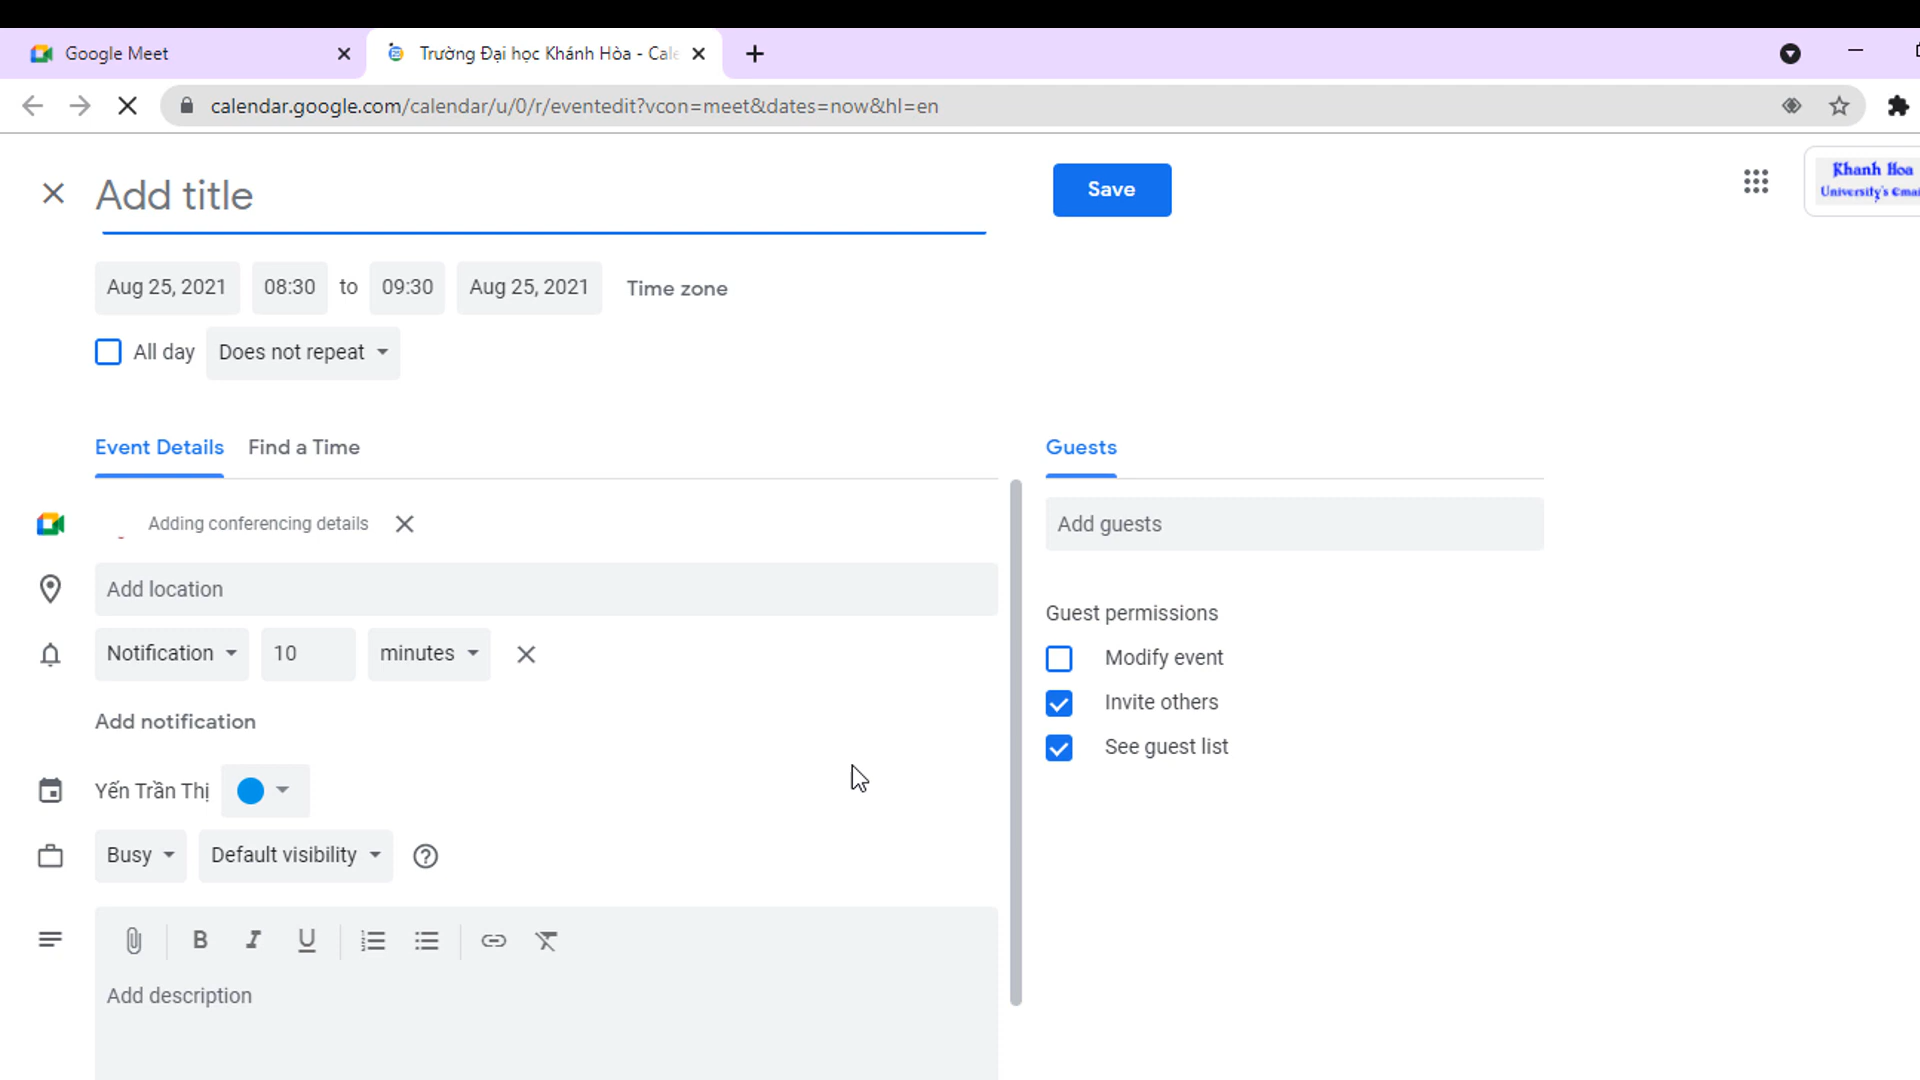 Google Meet
Trường Đại học Khánh Hòa - Cale
calendar.google.com/calendar/u/0/r/eventedit?vcon=meet&dates=now&hl=en
Add title
Save
Khanh Hoa
University's Emai
Aug 25, 2021 08:30 to 09:30 Aug 25, 2021 Time zone
All day Does not repeat
Event Details Find a Time
Guests
Adding conferencing details
Add guests
Add location
Guest permissions
Notification 10 minutes
Modify event
Invite others
Add notification
See guest list
Yến Trần Thị
Busy Default visibility
B I U
Add description